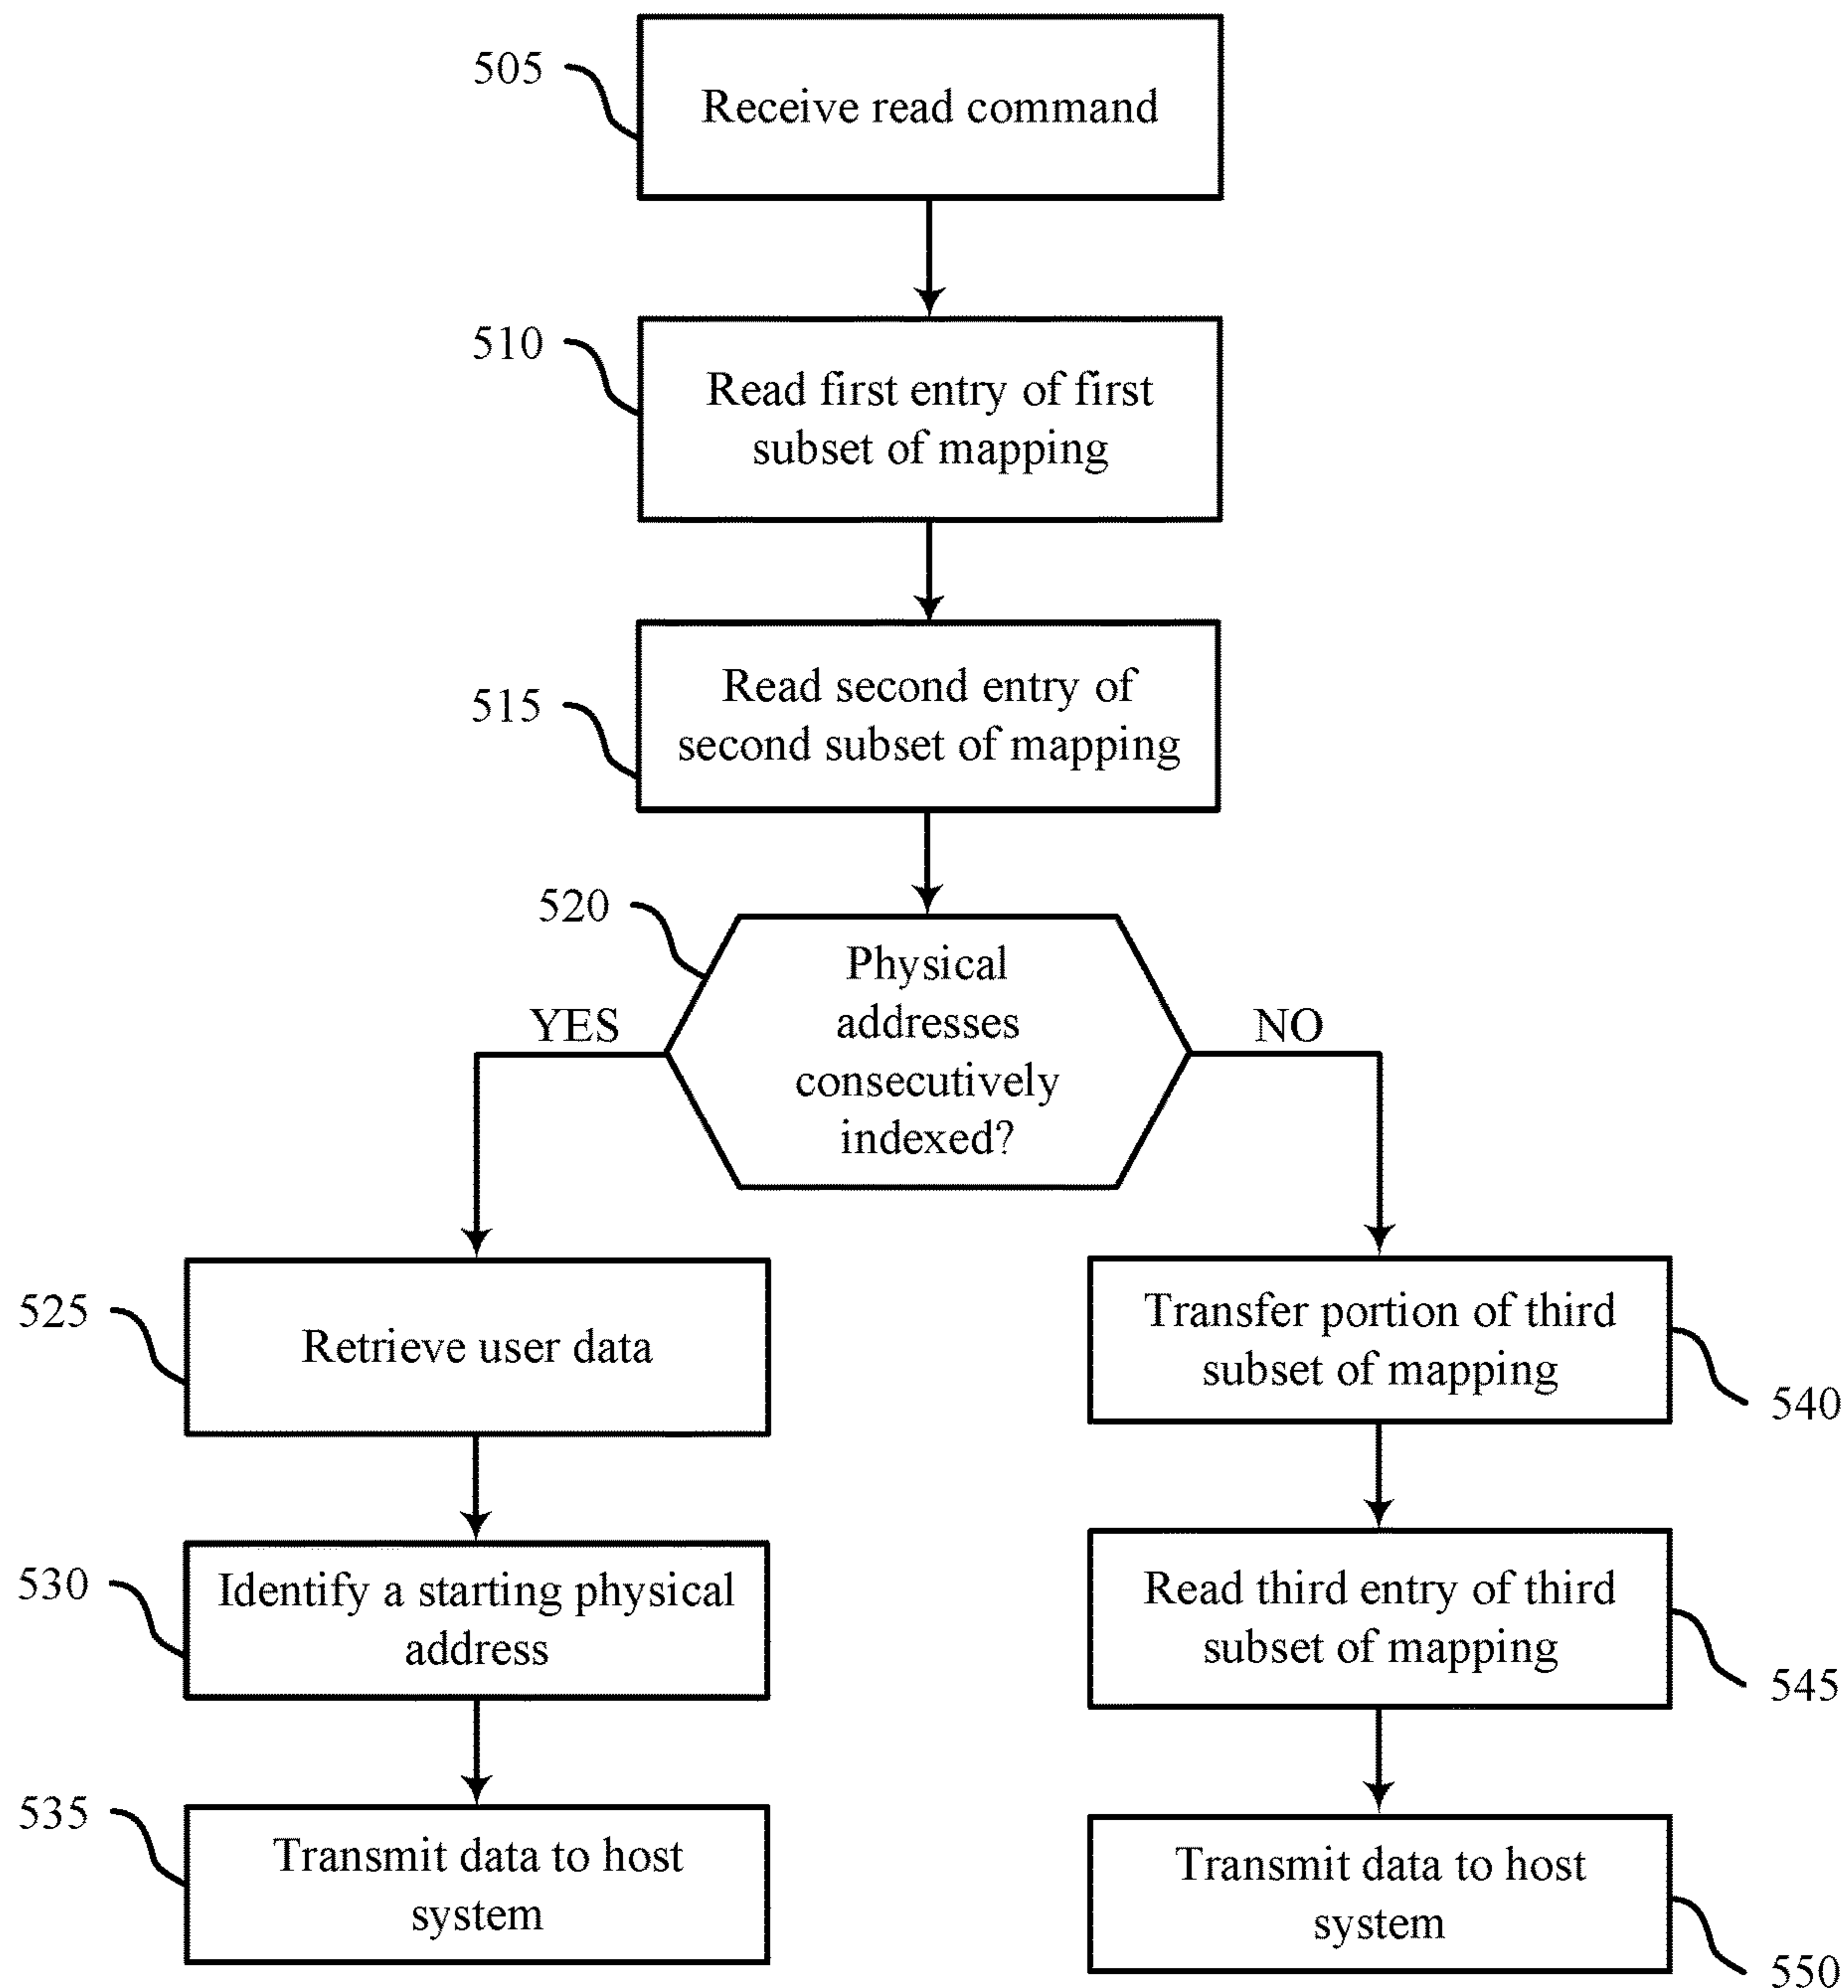 505
Receive read command
510
Read first entry of first
subset of mapping
515
Read second entry of
second subset of mapping
520
Physical
addresses
consecutively
indexed?
YES
NO
525
Retrieve user data
530
Identify a starting physical
address
535
Transmit data to host
system
Transfer portion of third
subset of mapping
540
Read third entry of third
subset of mapping
545
Transmit data to host
system
550